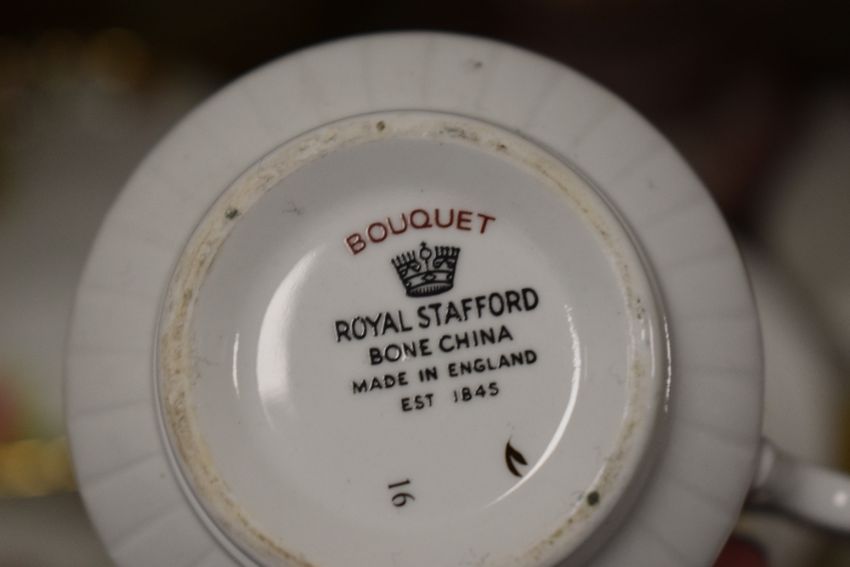 BOUQUET
ROYAL STAFFORD
BONE CHINA
MADE IN ENGLAND
EST 1845
16